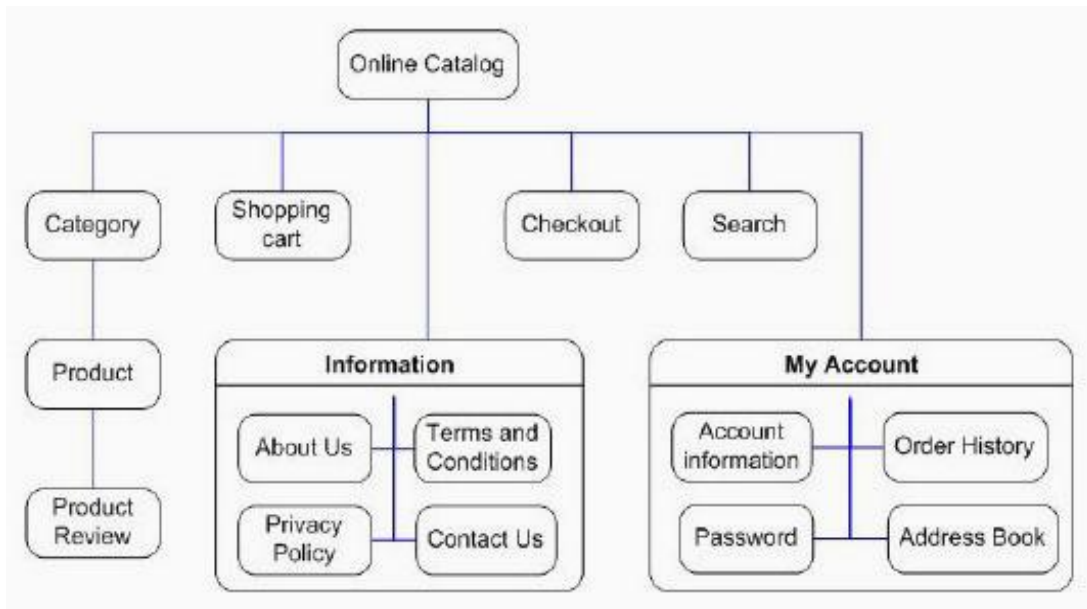 Online Catalog
Category
Shopping
cart
Checkout
Search
Product
Product
Review
Information
About Us
Terms and
Conditions
Privacy
Policy
Contact Us
My Account
Account
information
Order History
Password
Address Book